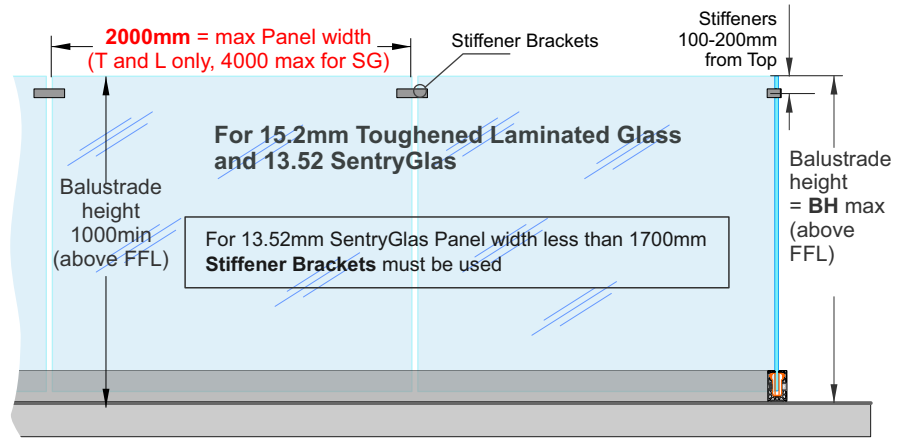 2000mm = max Panel width
(T and L only, 4000 max for SG)
Stiffener Brackets
Stiffeners
100-200mm
from Top
For 15.2mm Toughened Laminated Glass
and 13.52 SentryGlas
Balustrade
height
1000min
(above FFL)
For 13.52mm SentryGlas Panel width less than 1700mm
Stiffener Brackets must be used
Balustrade
height
= BH max
(above
FFL)